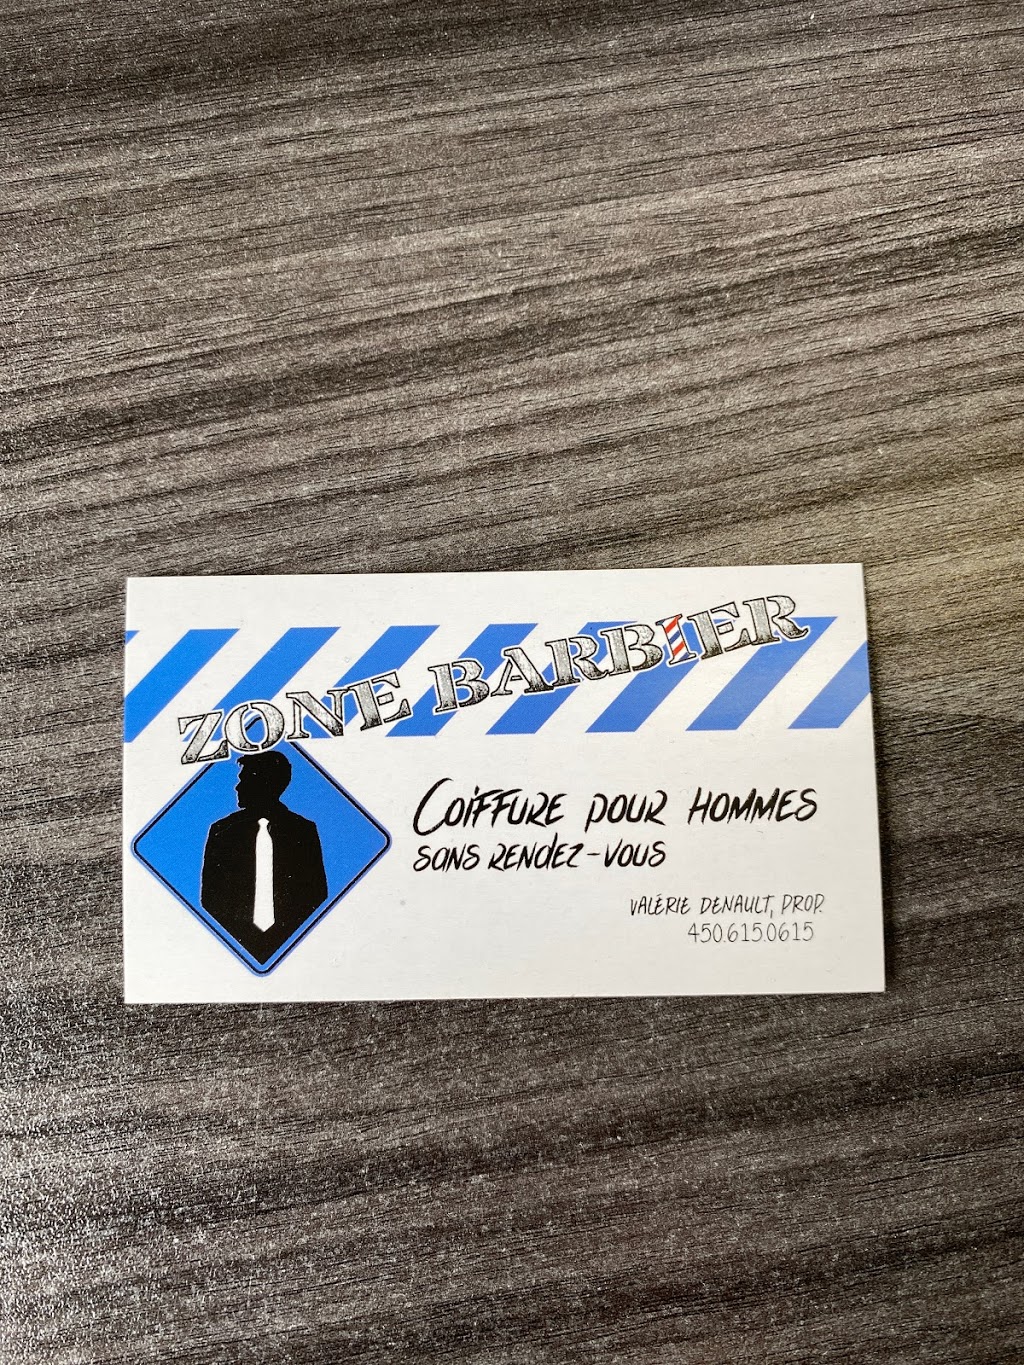 ZONE BARBIER
COIFFURE POUR HOMMES
SANS RENDEZ-VOUS
VALÉRIE DENAULT, PROP.
450.615.0615